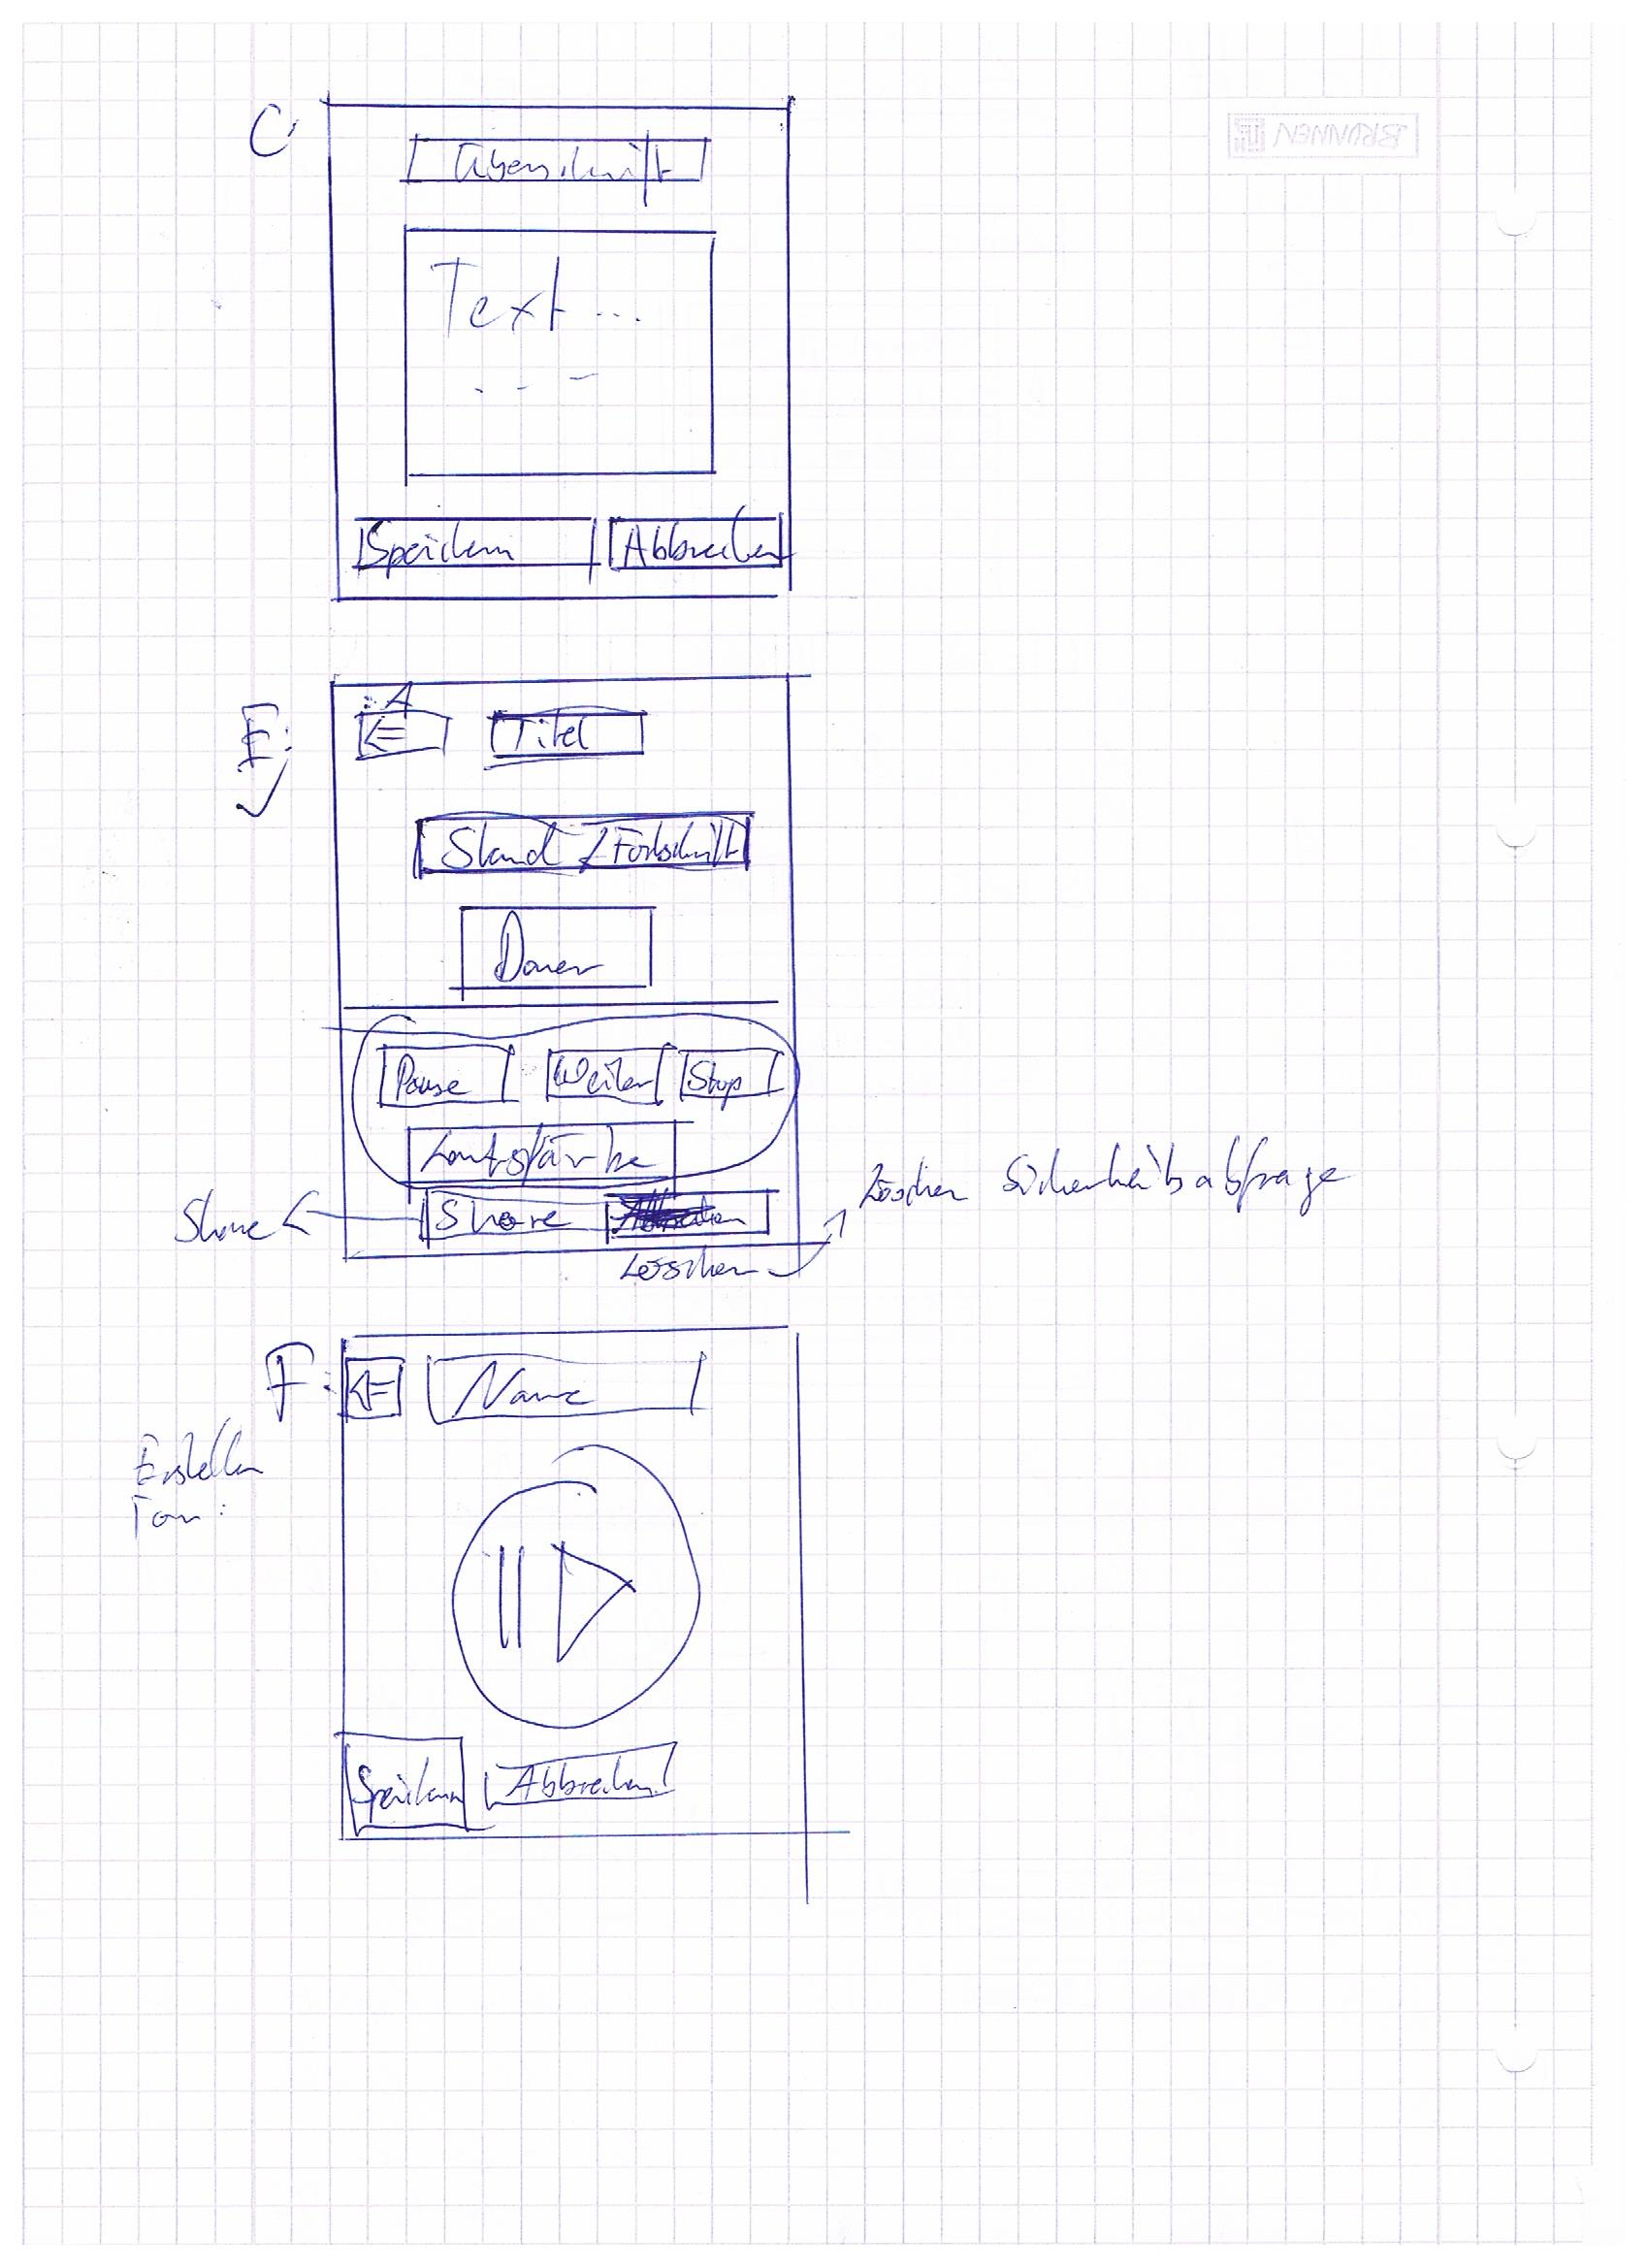 C:
Überschrift
Text ...
Speichern Abbrechen
E: :A
Titel
Stand / Fortschritt
Dauer
Pause Weiter Stop
Lautstärke
Löschen Sicherheitsabfrage
Share Share
Löschen
F: Name
Erstellen
Ton:
Speichern Abbrechen
BRUNNEN